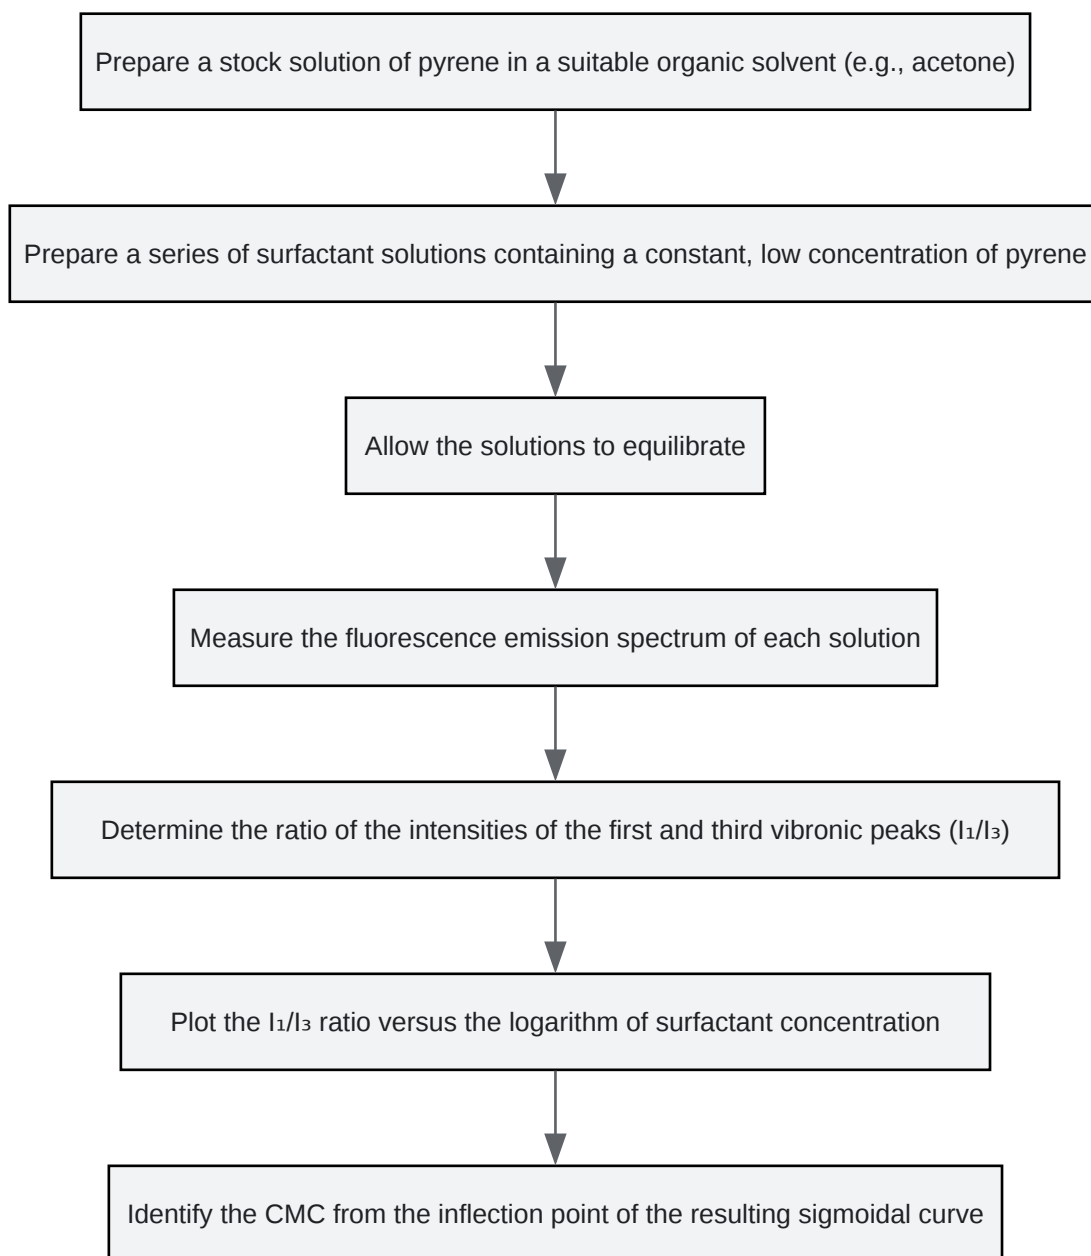 Prepare a stock solution of pyrene in a suitable organic solvent (e.g., acetone)
Prepare a series of surfactant solutions containing a constant, low concentration of pyrene
Allow the solutions to equilibrate
Measure the fluorescence emission spectrum of each solution
Determine the ratio of the intensities of the first and third vibronic peaks (I₁/I₃)
Plot the I₁/I₃ ratio versus the logarithm of surfactant concentration
Identify the CMC from the inflection point of the resulting sigmoidal curve